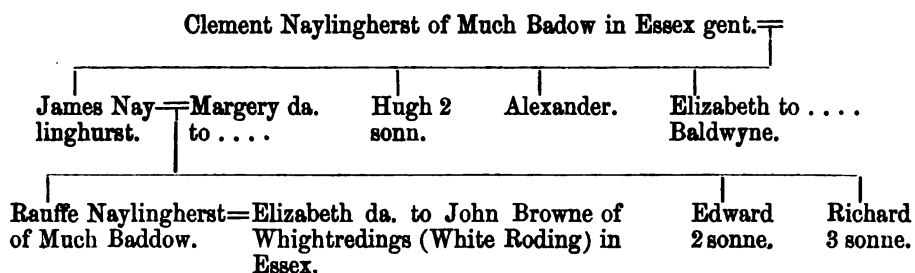 Clement Naylingherst of Much Badow in Essex gent.=
James Nay-=Margery da. Hugh 2 Alexander. Elizabeth to ....
linghurst. to .... sonn. Baldwyne.
Rauffe Naylingherst=Elizabeth da. to John Browne of Edward Richard
of Much Baddow. Whightredings (White Roding) in 2 sonne. 3 sonne.
Essex.